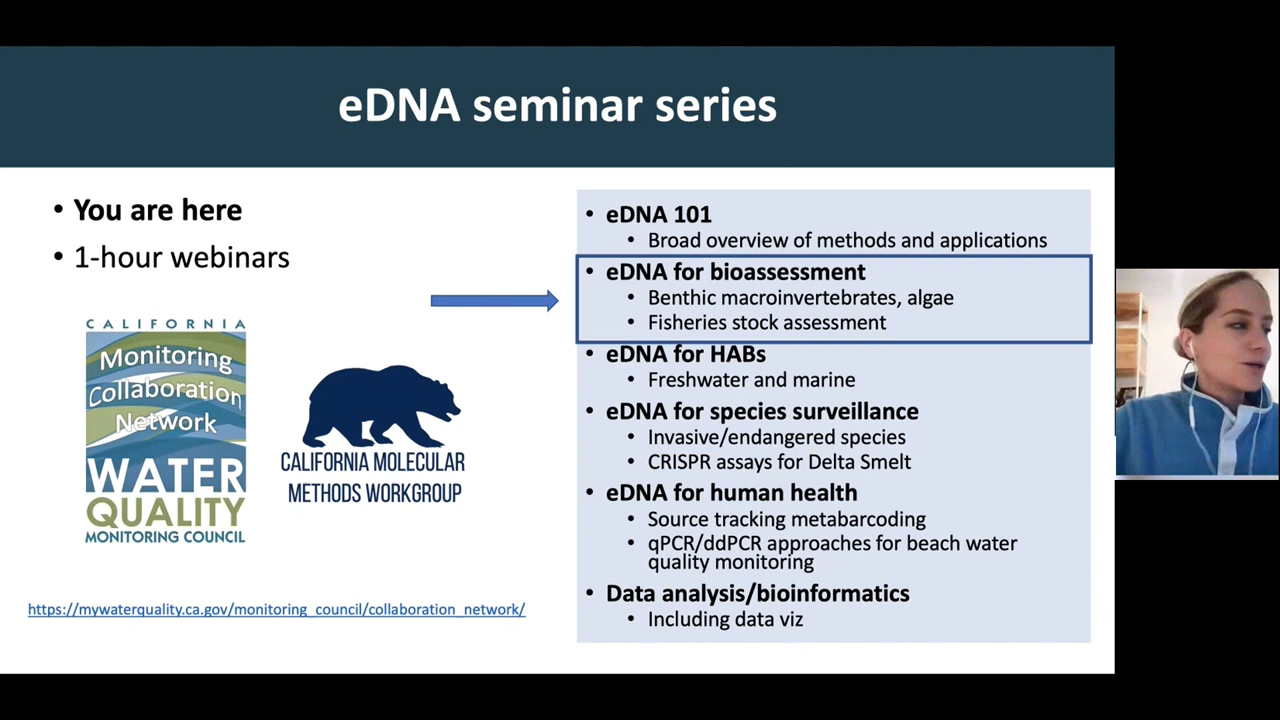 eDNA seminar series
• You are here
• 1-hour webinars
CALIFORNIA
Monitoring
Collaboration
Network
WATER
QUALITY
MONITORING COUNCIL
CALIFORNIA MOLECULAR
METHODS WORKGROUP
https://mywaterquality.ca.gov/monitoring_council/collaboration_network/
• eDNA 101
• Broad overview of methods and applications
• eDNA for bioassessment
• Benthic macroinvertebrates, algae
• Fisheries stock assessment
• eDNA for HABs
• Freshwater and marine
• eDNA for species surveillance
• Invasive/endangered species
• CRISPR assays for Delta Smelt
• eDNA for human health
• Source tracking metabarcoding
• qPCR/ddPCR approaches for beach water
quality monitoring
• Data analysis/bioinformatics
• Including data viz